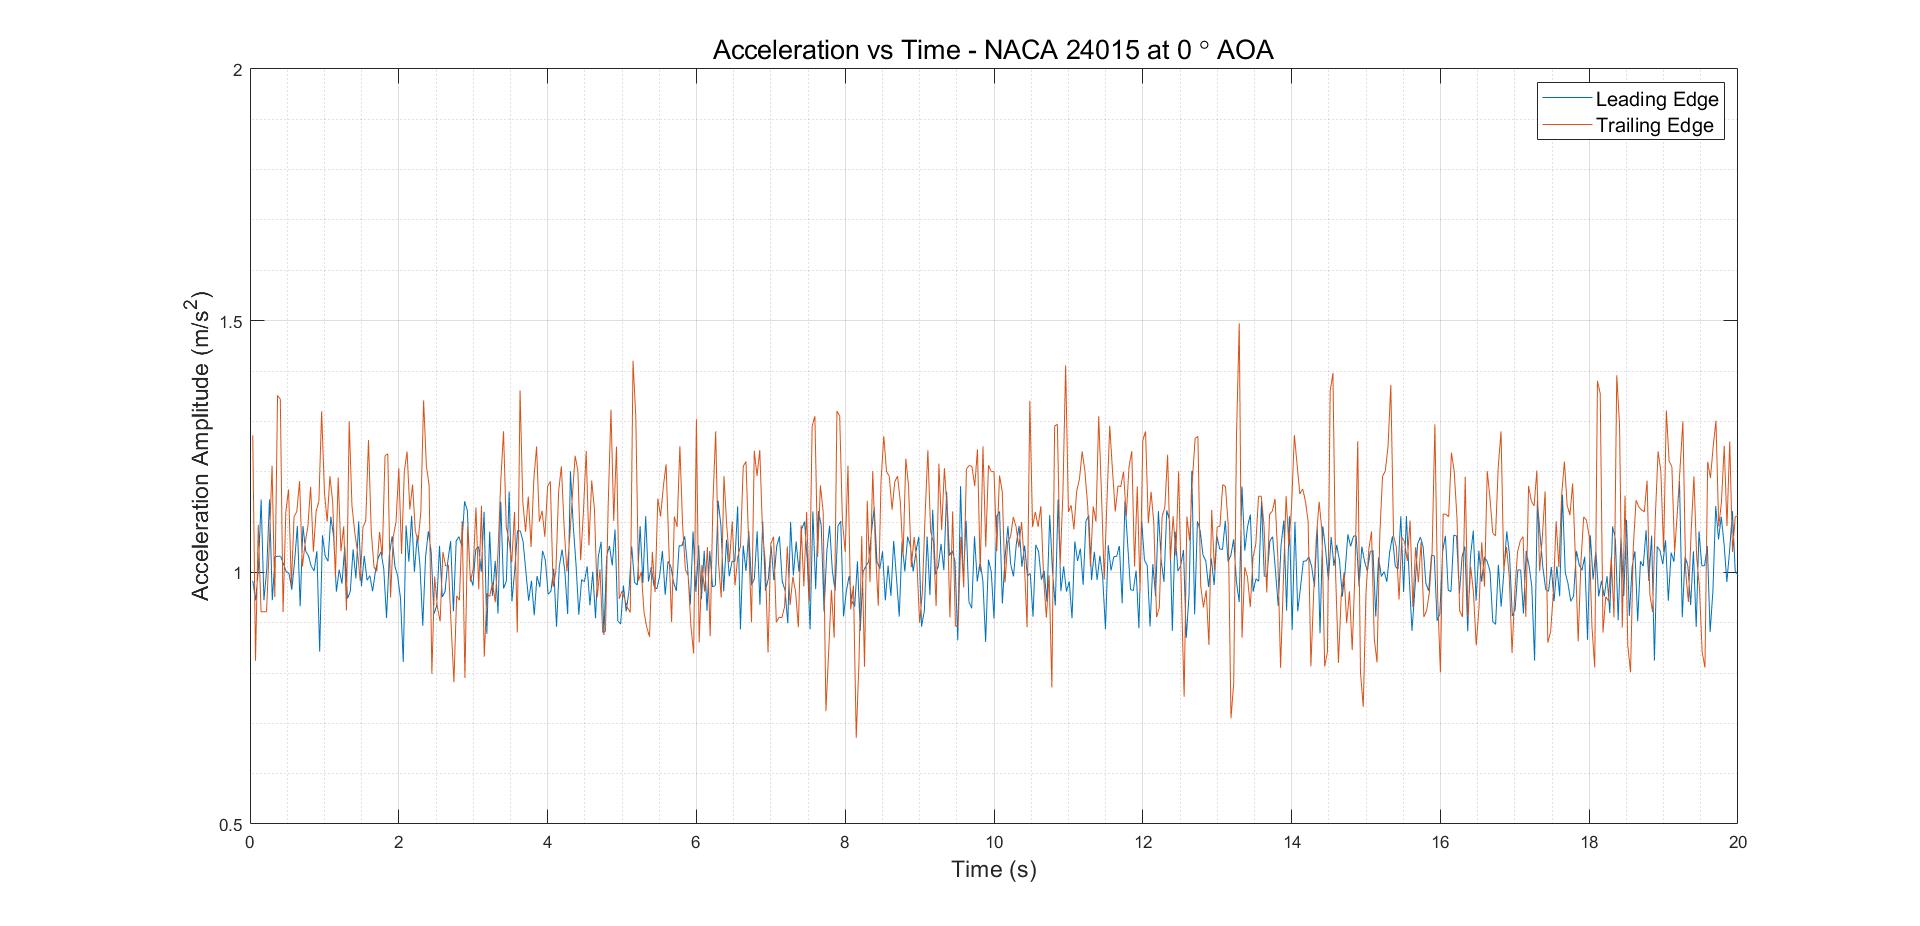 Acceleration vs Time - NACA 24015 at 0 ° AOA
Leading Edge
Trailing Edge
Acceleration Amplitude (m/s²)
2
1.5
1
0.5
0 2 4 6 8 10 12 14 16 18 20
Time (s)